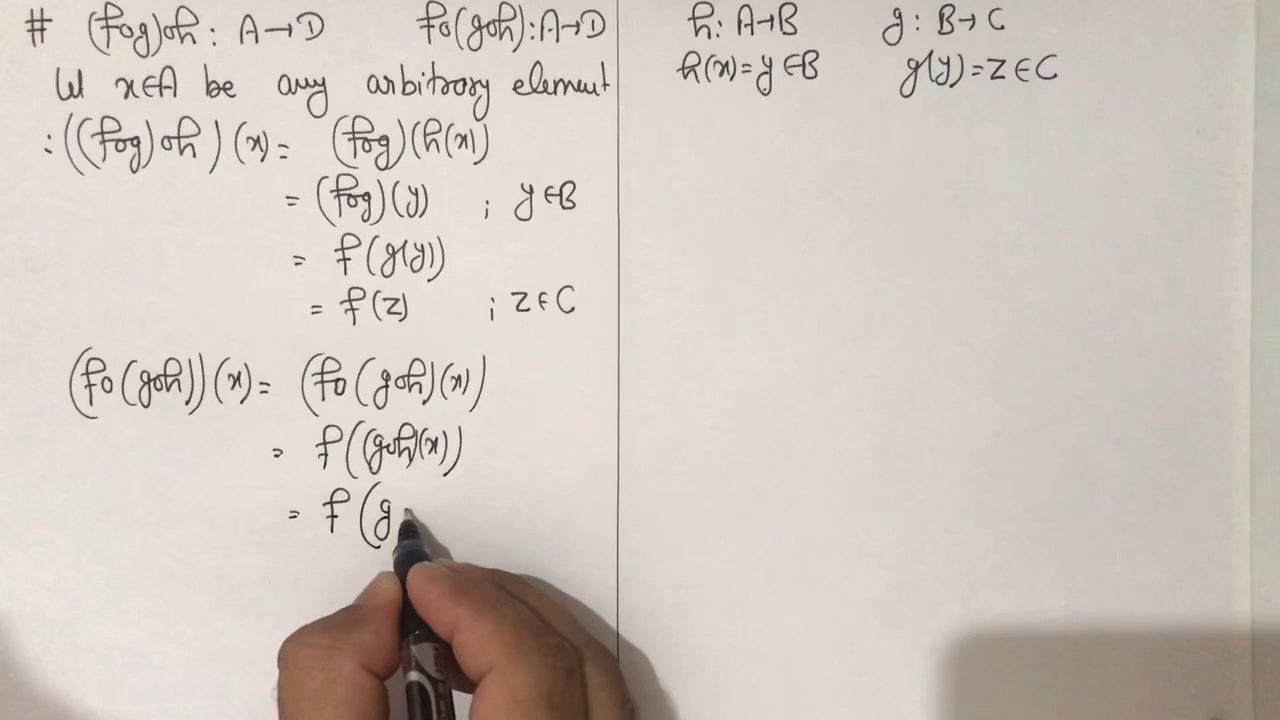 # (fog)oh : A→D fo(goh):A→D
let x∈A be any arbitrary element
: ((fog)oh)(x) = (fog)(h(x))
= (fog)(y) ; y∈B
= f(g(y))
= f(z) ; z∈C
(fo(goh))(x) = (fo(goh)(x))
= f((goh)(x))
= f(g
h: A→B g: B→C
h(x)=y∈B g(y)=z∈C